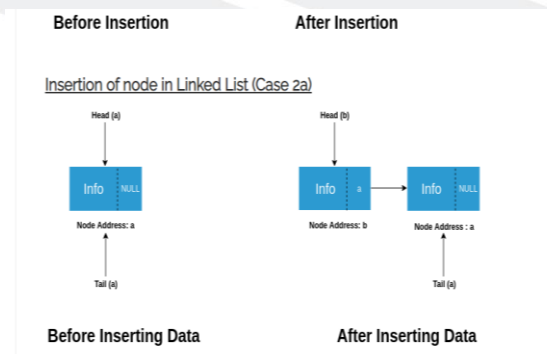 Before Insertion After Insertion
Insertion of node in Linked List (Case 2a)
Head (a) Head (b)
Info NULL Info a Info NULL
Node Address: a Node Address: b Node Address : a
Tail (a) Tail (a)
Before Inserting Data After Inserting Data